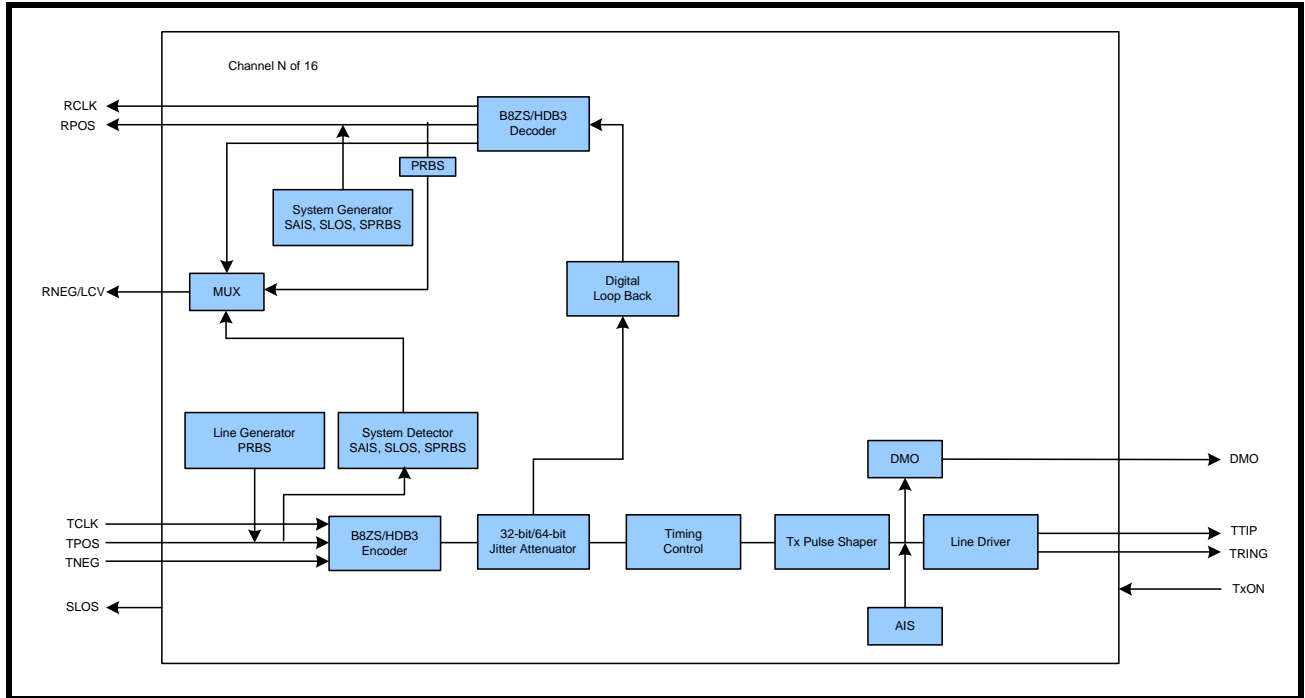 Channel N of 16
RCLK
RPOS
B8ZS/HDB3
Decoder
PRBS
System Generator
SAIS, SLOS, SPRBS
RNEG/LCV
MUX
Digital
Loop Back
Line Generator
PRBS
System Detector
SAIS, SLOS, SPRBS
DMO
DMO
TCLK
TPOS
TNEG
B8ZS/HDB3
Encoder
32-bit/64-bit
Jitter Attenuator
Timing
Control
Tx Pulse Shaper
Line Driver
TTIP
TRING
SLOS
TxON
AIS